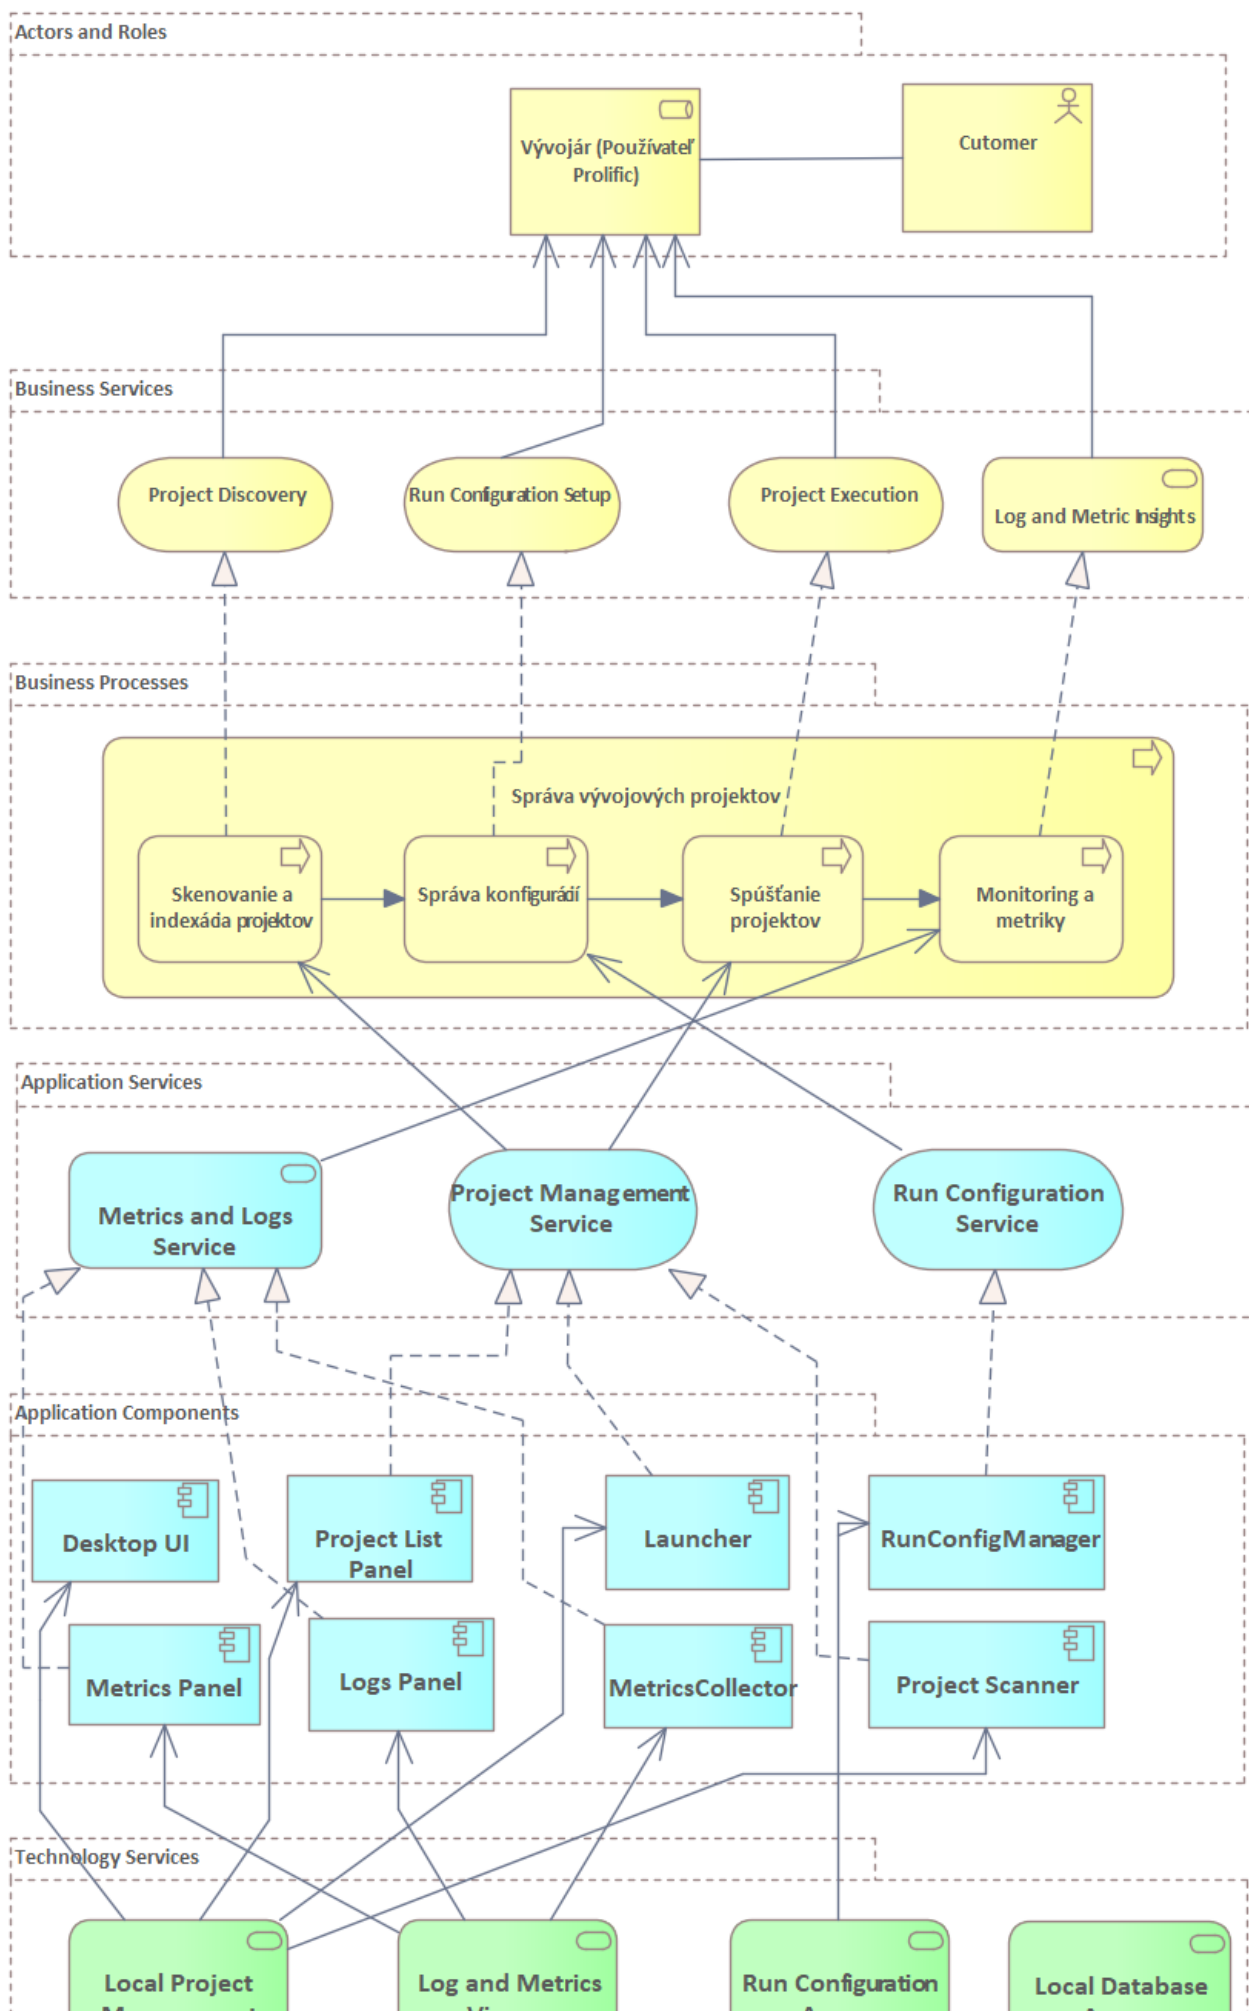 Actors and Roles
Vývojár (Používateľ
Prolific)
Cutomer
Business Services
Project Discovery
Run Configuration Setup
Project Execution
Log and Metric Insights
Business Processes
Správa vývojových projektov
Skenovanie a
indexácia projektov
Správa konfigurácií
Spúšťanie
projektov
Monitoring a
metriky
Application Services
Metrics and Logs
Service
Project Management
Service
Run Configuration
Service
Application Components
Desktop UI
Project List
Panel
Launcher
RunConfigManager
Metrics Panel
Logs Panel
MetricsCollector
Project Scanner
Technology Services
Local Project
Log and Metrics
Run Configuration
Local Database